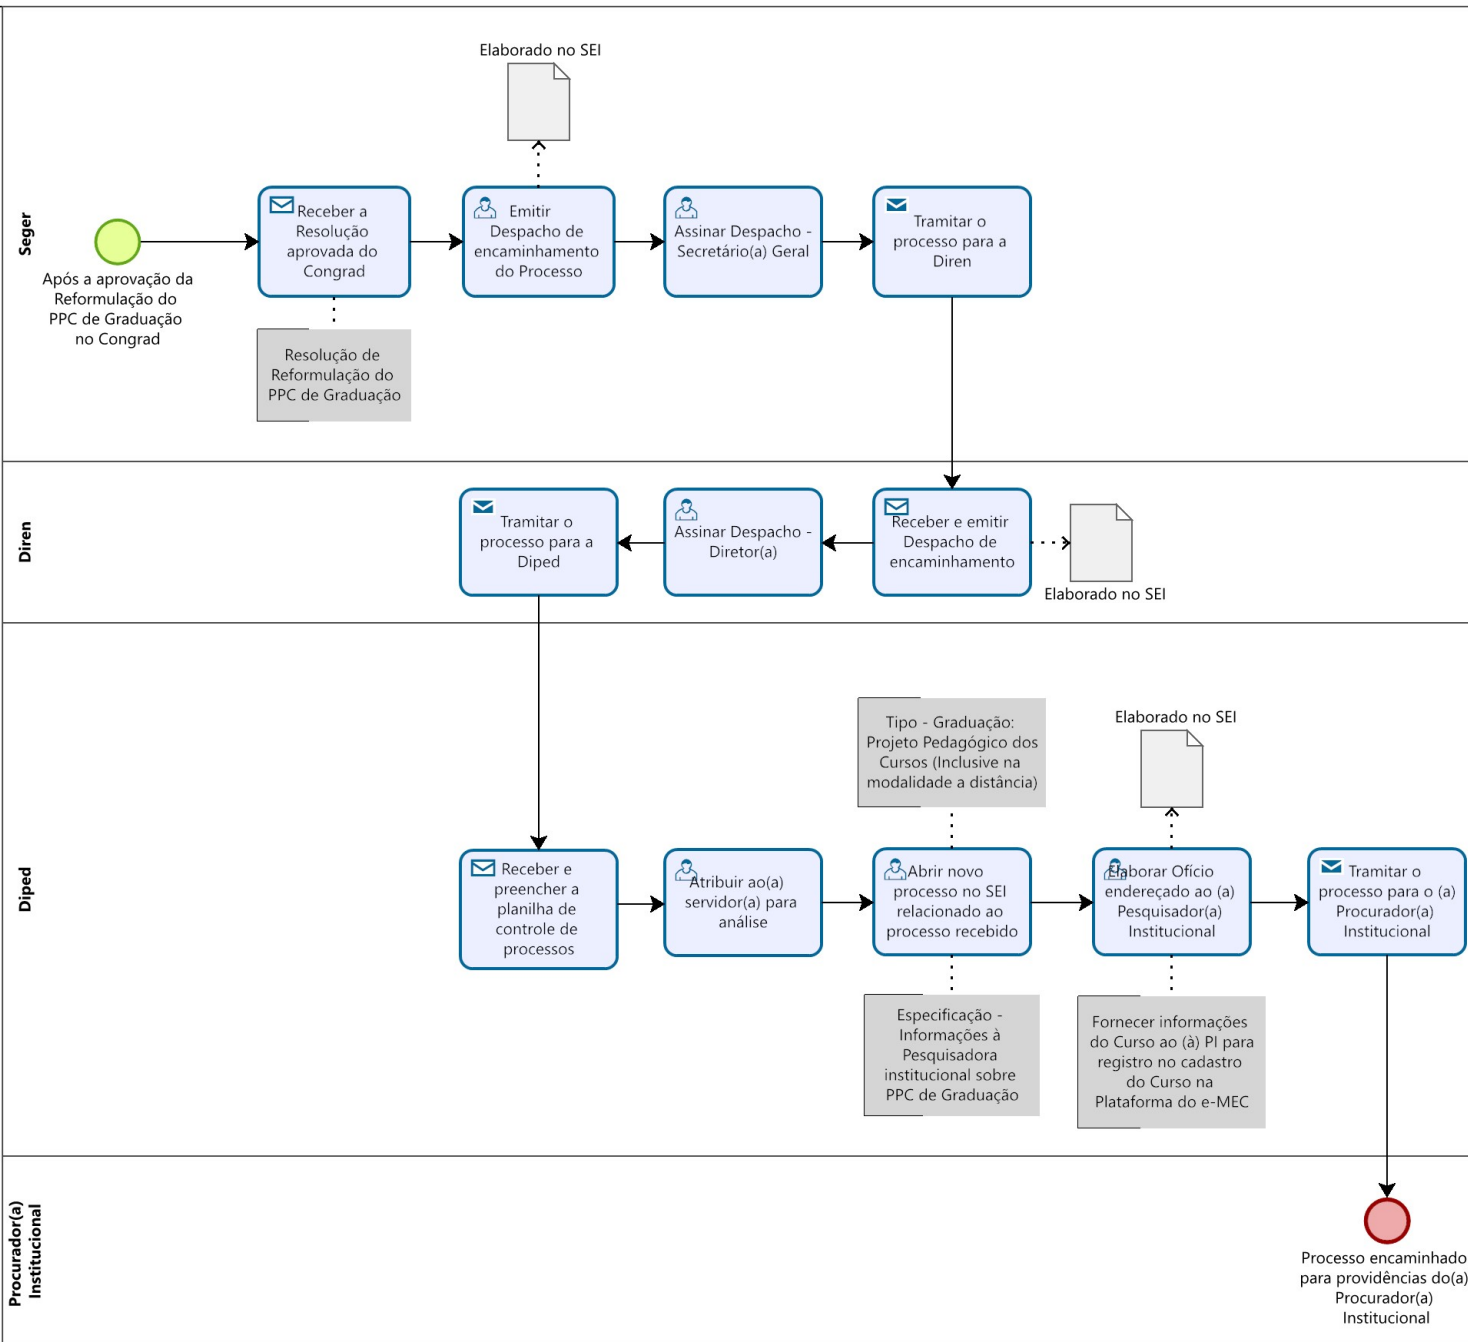 Seger
Após a aprovação da
Reformulação do
PPC de Graduação
no Congrad
Receber a
Resolução
aprovada do
Congrad
Resolução de
Reformulação do
PPC de Graduação
Elaborado no SEI
Emitir
Despacho de
encaminhamento
do Processo
Assinar Despacho -
Secretário(a) Geral
Tramitar o
processo para a
Diren
Diren
Receber e emitir
Despacho de
encaminhamento
Elaborado no SEI
Assinar Despacho -
Diretor(a)
Tramitar o
processo para a
Diped
Diped
Receber e
preencher a
planilha de
controle de
processos
Atribuir ao(a)
servidor(a) para
análise
Tipo - Graduação:
Projeto Pedagógico dos
Cursos (Inclusive na
modalidade a distância)
Abrir novo
processo no SEI
relacionado ao
processo recebido
Especificação -
Informações à
Pesquisadora
institucional sobre
PPC de Graduação
Elaborado no SEI
Elaborar Ofício
endereçado ao (a)
Pesquisador(a)
Institucional
Fornecer informações
do Curso ao (à) PI para
registro no cadastro
do Curso na
Plataforma do e-MEC
Tramitar o
processo para o (a)
Procurador(a)
Institucional
Procurador(a)
Institucional
Processo encaminhado
para providências do(a)
Procurador(a)
Institucional